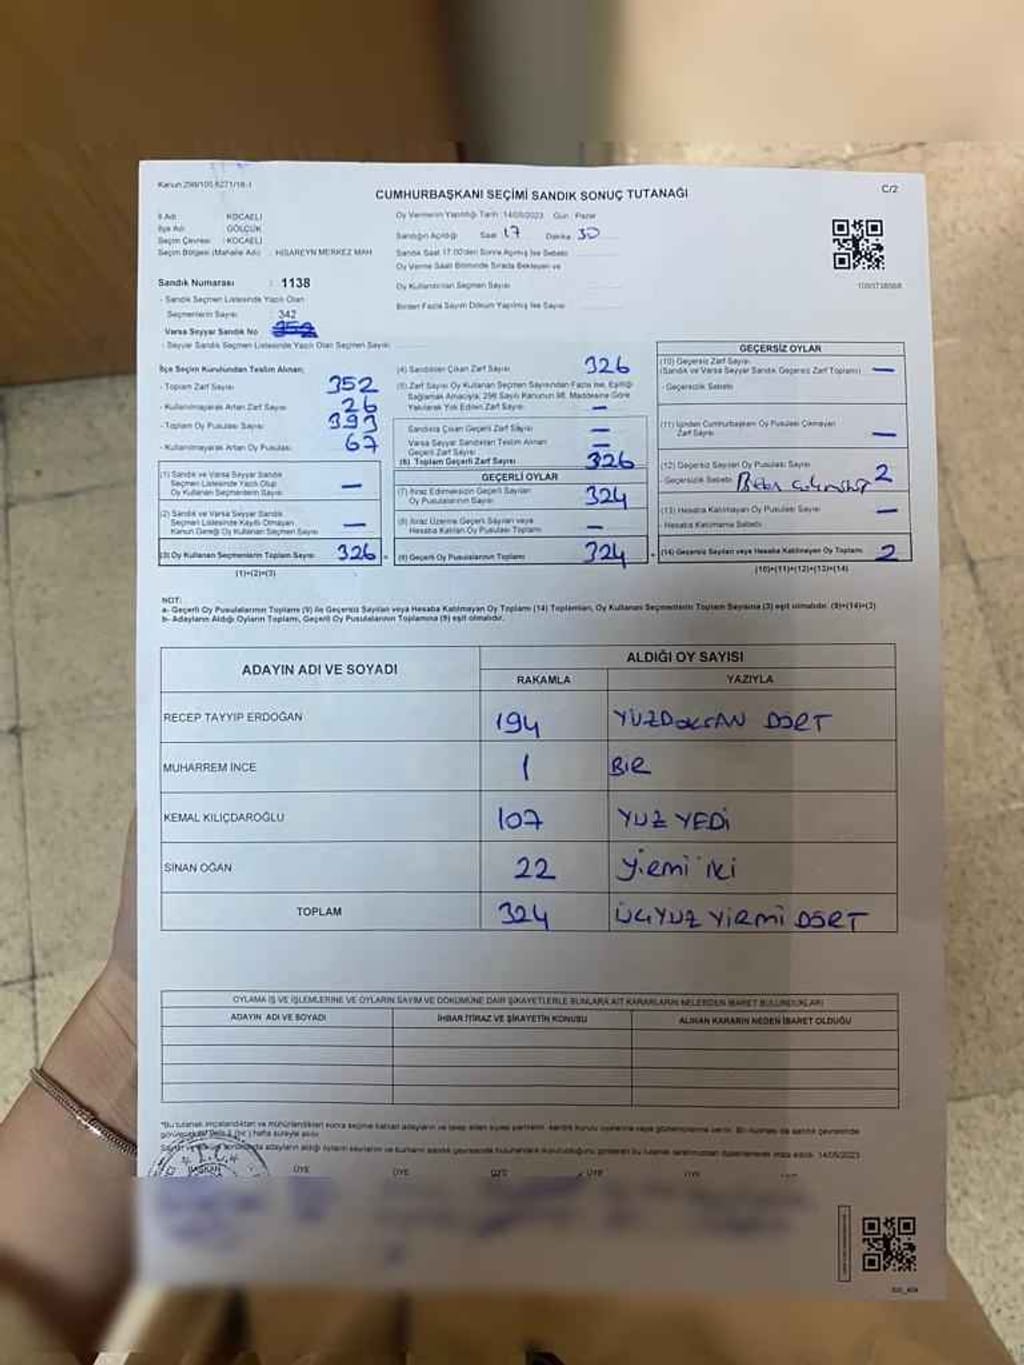 Kanun 298/105,6271/18-1
CUMHURBAŞKANI SEÇİMİ SANDIK SONUÇ TUTANAĞI
C/2
İl Adı : KOCAELİ
İlçe Adı : GÖLCÜK
Seçim Çevresi : KOCAELİ
Seçim Bölgesi (Mahalle Adı) : HİSAREYN MERKEZ MAH
Oy Vermenin Yapıldığı Tarih : 14/05/2023 Gün : Pazar
Sandığın Açıldığı Saat 17 Dakika 30
Sandık Saat 17.00'den Sonra Açılmış İse Sebebi
Oy Verme Saati Bitiminde Sırada Bekleyen ve
Oy Kullandırılan Seçmen Sayısı
Birden Fazla Sayım Döküm Yapılmış İse Sayısı
Sandık Numarası : 1138
- Sandık Seçmen Listesinde Yazılı Olan
Seçmenlerin Sayısı : 342
Varsa Seyyar Sandık No
- Seyyar Sandık Seçmen Listesinde Yazılı Olan Seçmen Sayısı
İlçe Seçim Kurulundan Teslim Alınan;
- Toplam Zarf Sayısı 352
- Kullanılmayarak Artan Zarf Sayısı 26
- Toplam Oy Pusulası Sayısı 393
- Kullanılmayarak Artan Oy Pusulası 67
(1) Sandık ve Varsa Seyyar Sandık
Seçmen Listesinde Yazılı Olup
Oy Kullanan Seçmenlerin Sayısı —
(2) Sandık ve Varsa Seyyar Sandık
Seçmen Listesinde Kayıtlı Olmayan
Kanun Gereği Oy Kullanan Seçmen Sayısı —
(3) Oy Kullanan Seçmenlerin Toplam Sayısı 326
(1)+(2)=(3)
(4) Sandıktan Çıkan Zarf Sayısı 326
(5) Zarf Sayısı Oy Kullanan Seçmen Sayısından Fazla İse, Eşitliği
Sağlamak Amacıyla, 298 Sayılı Kanunun 98. Maddesine Göre
Yakılarak Yok Edilen Zarf Sayısı —
Sandıkta Çıkan Geçerli Zarf Sayısı —
Varsa Seyyar Sandıktan Teslim Alınan
Geçerli Zarf Sayısı —
(6) Toplam Geçerli Zarf Sayısı 326
GEÇERLİ OYLAR
(7) İtiraz Edilmeksizin Geçerli Sayılan
Oy Pusulalarının Sayısı 324
(8) İtiraz Üzerine Geçerli Sayılan veya
Hesaba Katılan Oy Pusulası Toplamı —
(9) Geçerli Oy Pusulalarının Toplamı 324
GEÇERSİZ OYLAR
(10) Geçersiz Zarf Sayısı
(Sandık ve Varsa Seyyar Sandık Geçersiz Zarf Toplamı) —
- Geçersizlik Sebebi
(11) İçinden Cumhurbaşkanı Oy Pusulası Çıkmayan
Zarf Sayısı —
(12) Geçersiz Sayılan Oy Pusulası Sayısı 2
- Geçersizlik Sebebi
(13) Hesaba Katılmayan Oy Pusulası Sayısı —
- Hesaba Katılmama Sebebi
(14) Geçersiz Sayılan veya Hesaba Katılmayan Oy Toplamı 2
(10)+(11)+(12)+(13)=(14)
NOT:
a- Geçerli Oy Pusulalarının Toplamı (9) ile Geçersiz Sayılan veya Hesaba Katılmayan Oy Toplamı (14) Toplamları, Oy Kullanan Seçmenlerin Toplam Sayısına (3) eşit olmalıdır. (9)+(14)=(3)
b- Adayların Aldığı Oyların Toplamı, Geçerli Oy Pusulalarının Toplamına (9) eşit olmalıdır.
ADAYIN ADI VE SOYADI
ALDIĞI OY SAYISI
RAKAMLA YAZIYLA
RECEP TAYYIP ERDOĞAN 194 YÜZDOKSAN DÖRT
MUHARREM INCE 1 BİR
KEMAL KILIÇDAROĞLU 107 YÜZ YEDİ
SINAN OĞAN 22 yirmi iki
TOPLAM 324 ÜÇYÜZ YİRMİ DÖRT
OYLAMA İŞ VE İŞLEMLERİNE VE OYLARIN SAYIM VE DÖKÜMÜNE DAİR ŞİKAYETLERLE BUNLARA AİT KARARLARIN NELERDEN İBARET BULUNDUKLARI
ADAYIN ADI VE SOYADI İHBAR İTİRAZ VE ŞİKAYETİN KONUSU ALINAN KARARIN NEDEN İBARET OLDUĞU
T.C.
BAŞKAN ÜYE ÜYE ÜYE ÜYE ÜYE